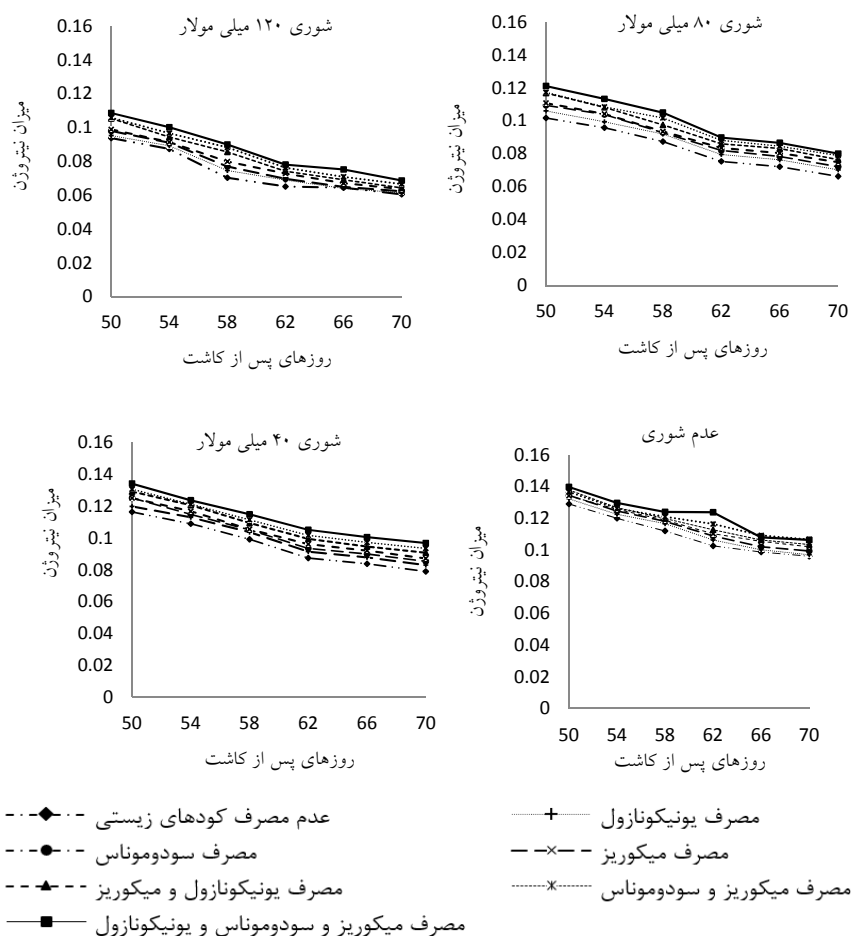 شوری ۱۲۰ میلی مولار
میزان نیتروژن
0.16
0.14
0.12
0.1
0.08
0.06
0.04
0.02
0
50 54 58 62 66 70
روزهای پس از کاشت
شوری ۸۰ میلی مولار
میزان نیتروژن
0.16
0.14
0.12
0.1
0.08
0.06
0.04
0.02
0
50 54 58 62 66 70
روزهای پس از کاشت
شوری ۴۰ میلی مولار
میزان نیتروژن
0.16
0.14
0.12
0.1
0.08
0.06
0.04
0.02
0
50 54 58 62 66 70
روزهای پس از کاشت
عدم شوری
میزان نیتروژن
0.16
0.14
0.12
0.1
0.08
0.06
0.04
0.02
0
50 54 58 62 66 70
روزهای پس از کاشت
عدم مصرف کودهای زیستی
مصرف یونیکونازول
مصرف سودوموناس
مصرف میکوریز
مصرف یونیکونازول و میکوریز
مصرف میکوریز و سودوموناس
مصرف میکوریز و سودوموناس و یونیکونازول